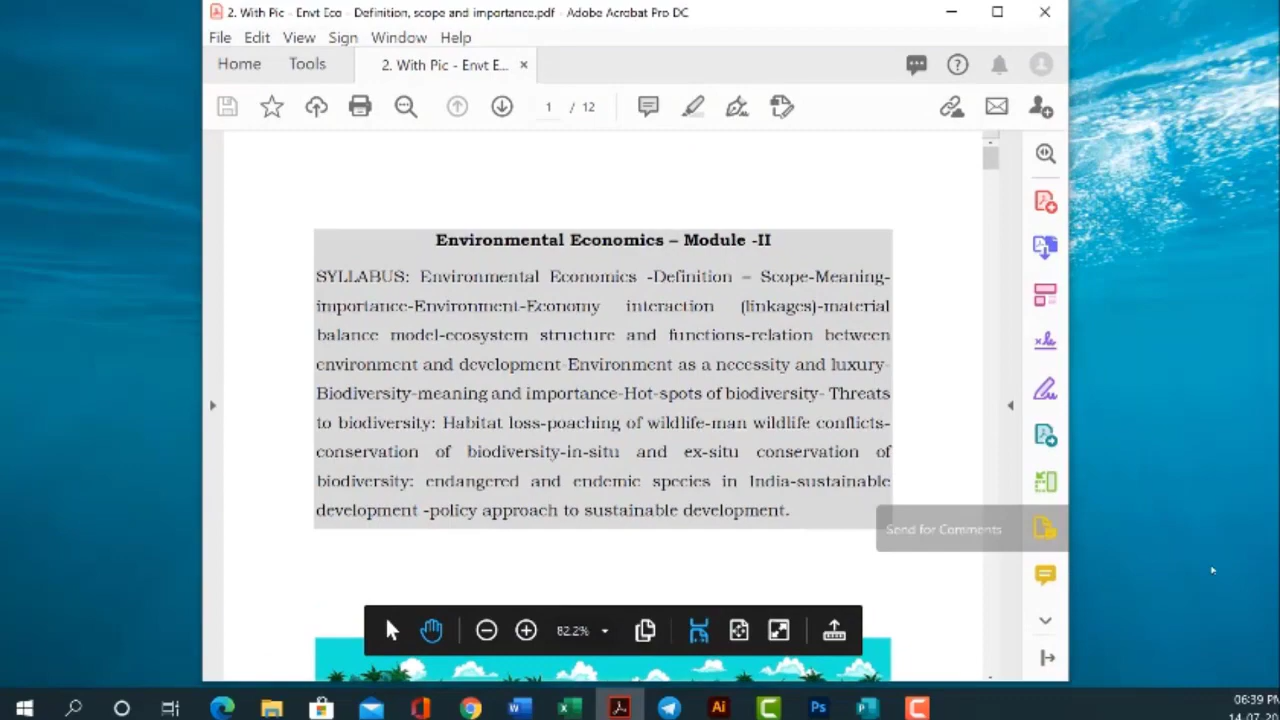 2. With Pic - Envt Eco - Definition, scope and importance.pdf - Adobe Acrobat Pro DC
File Edit View Sign Window Help
Home Tools 2. With Pic - Envt E...
1 / 12
Environmental Economics – Module -II
SYLLABUS: Environmental Economics -Definition – Scope-Meaning-
importance-Environment-Economy interaction (linkages)-material
balance model-ecosystem structure and functions-relation between
environment and development-Environment as a necessity and luxury-
Biodiversity-meaning and importance-Hot-spots of biodiversity- Threats
to biodiversity: Habitat loss-poaching of wildlife-man wildlife conflicts-
conservation of biodiversity-in-situ and ex-situ conservation of
biodiversity: endangered and endemic species in India-sustainable
development -policy approach to sustainable development.
Send for Comments
82.2%
06:39 PM
14-07-20